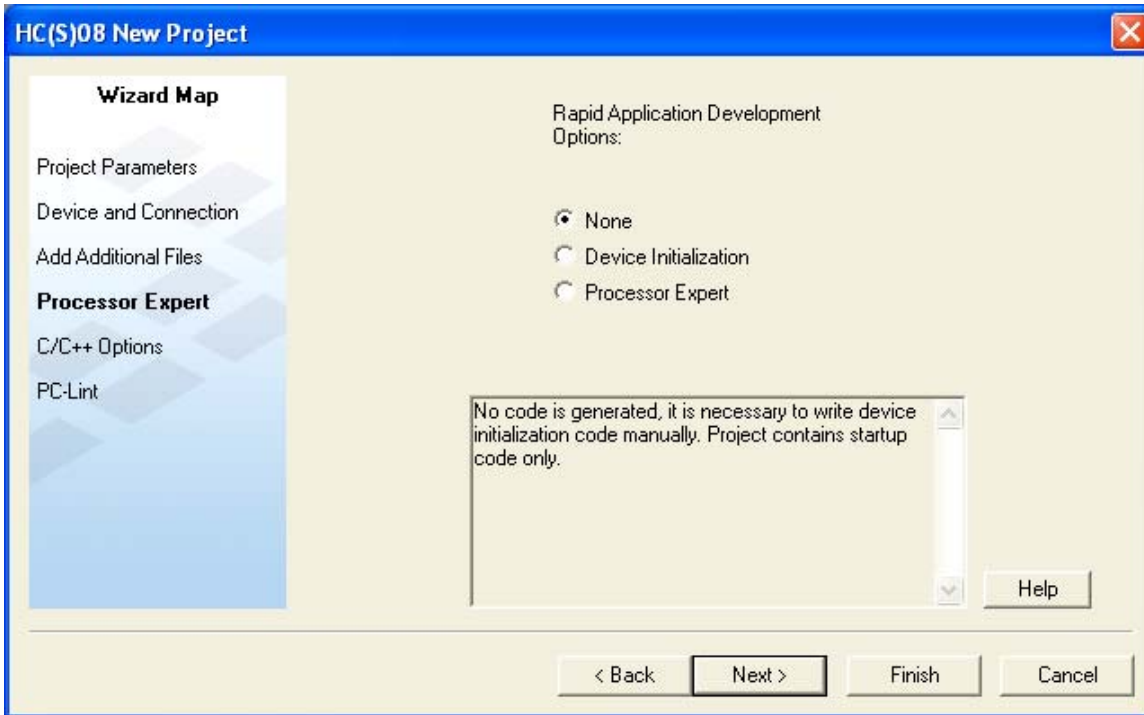 HC(S)08 New Project
Wizard Map
Project Parameters
Device and Connection
Add Additional Files
Processor Expert
C/C++ Options
PC-Lint
Rapid Application Development
Options:
None
Device Initialization
Processor Expert
No code is generated, it is necessary to write device
initialization code manually. Project contains startup
code only.
Help
< Back
Next >
Finish
Cancel